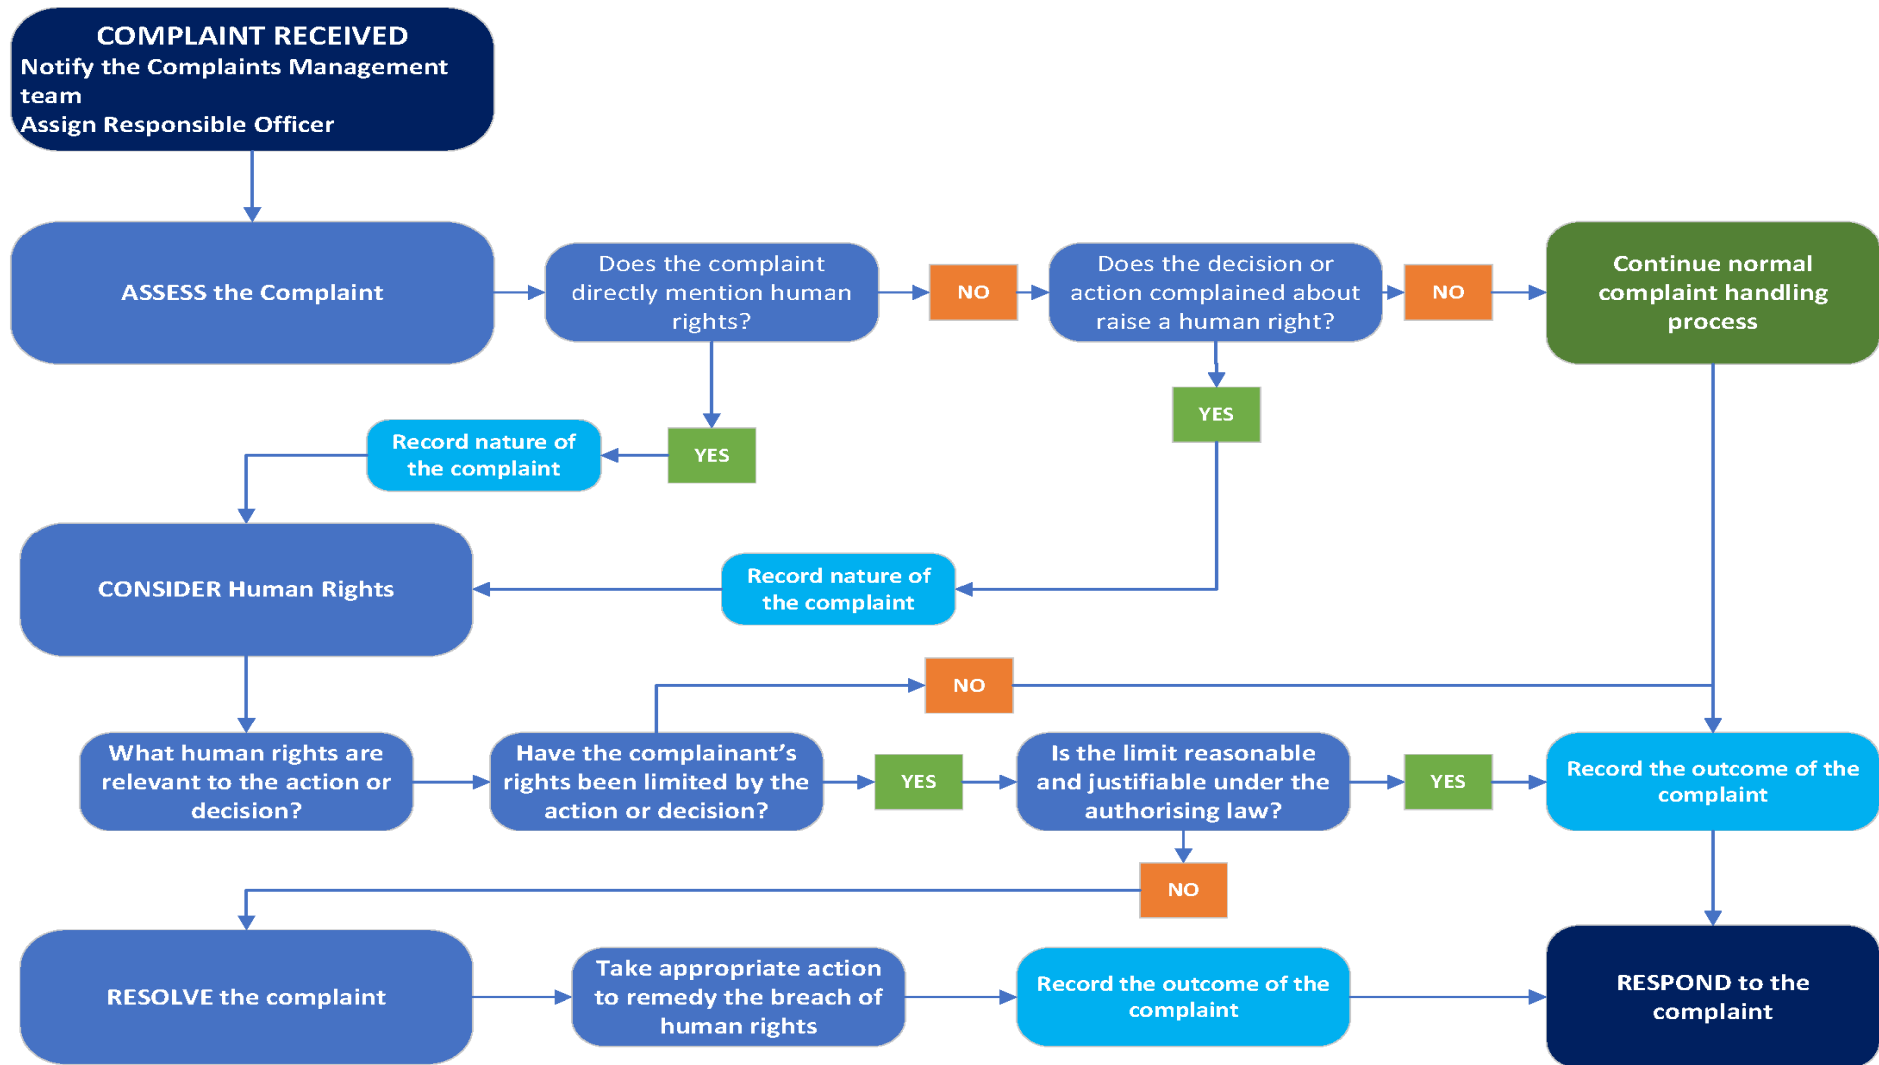 COMPLAINT RECEIVED
Notify the Complaints Management
team
Assign Responsible Officer
ASSESS the Complaint
Does the complaint
directly mention human
rights?
NO
Does the decision or
action complained about
raise a human right?
NO
Continue normal
complaint handling
process
YES
YES
Record nature of
the complaint
CONSIDER Human Rights
Record nature of
the complaint
NO
What human rights are
relevant to the action or
decision?
Have the complainant’s
rights been limited by the
action or decision?
YES
Is the limit reasonable
and justifiable under the
authorising law?
YES
Record the outcome of the
complaint
NO
RESOLVE the complaint
Take appropriate action
to remedy the breach of
human rights
Record the outcome of the
complaint
RESPOND to the
complaint